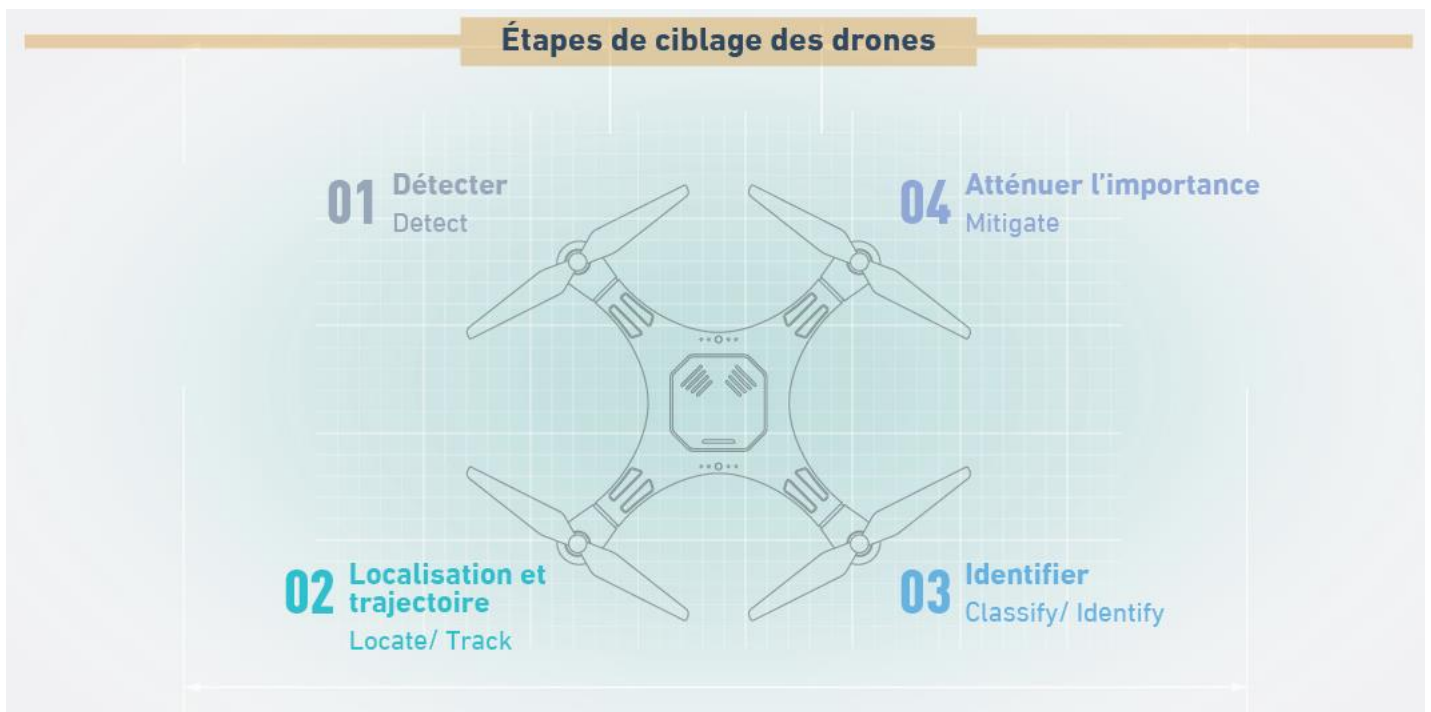 Étapes de ciblage des drones
01 Détecter
Detect
02 Localisation et
trajectoire
Locate/ Track
03 Identifier
Classify/ Identify
04 Atténuer l’importance
Mitigate